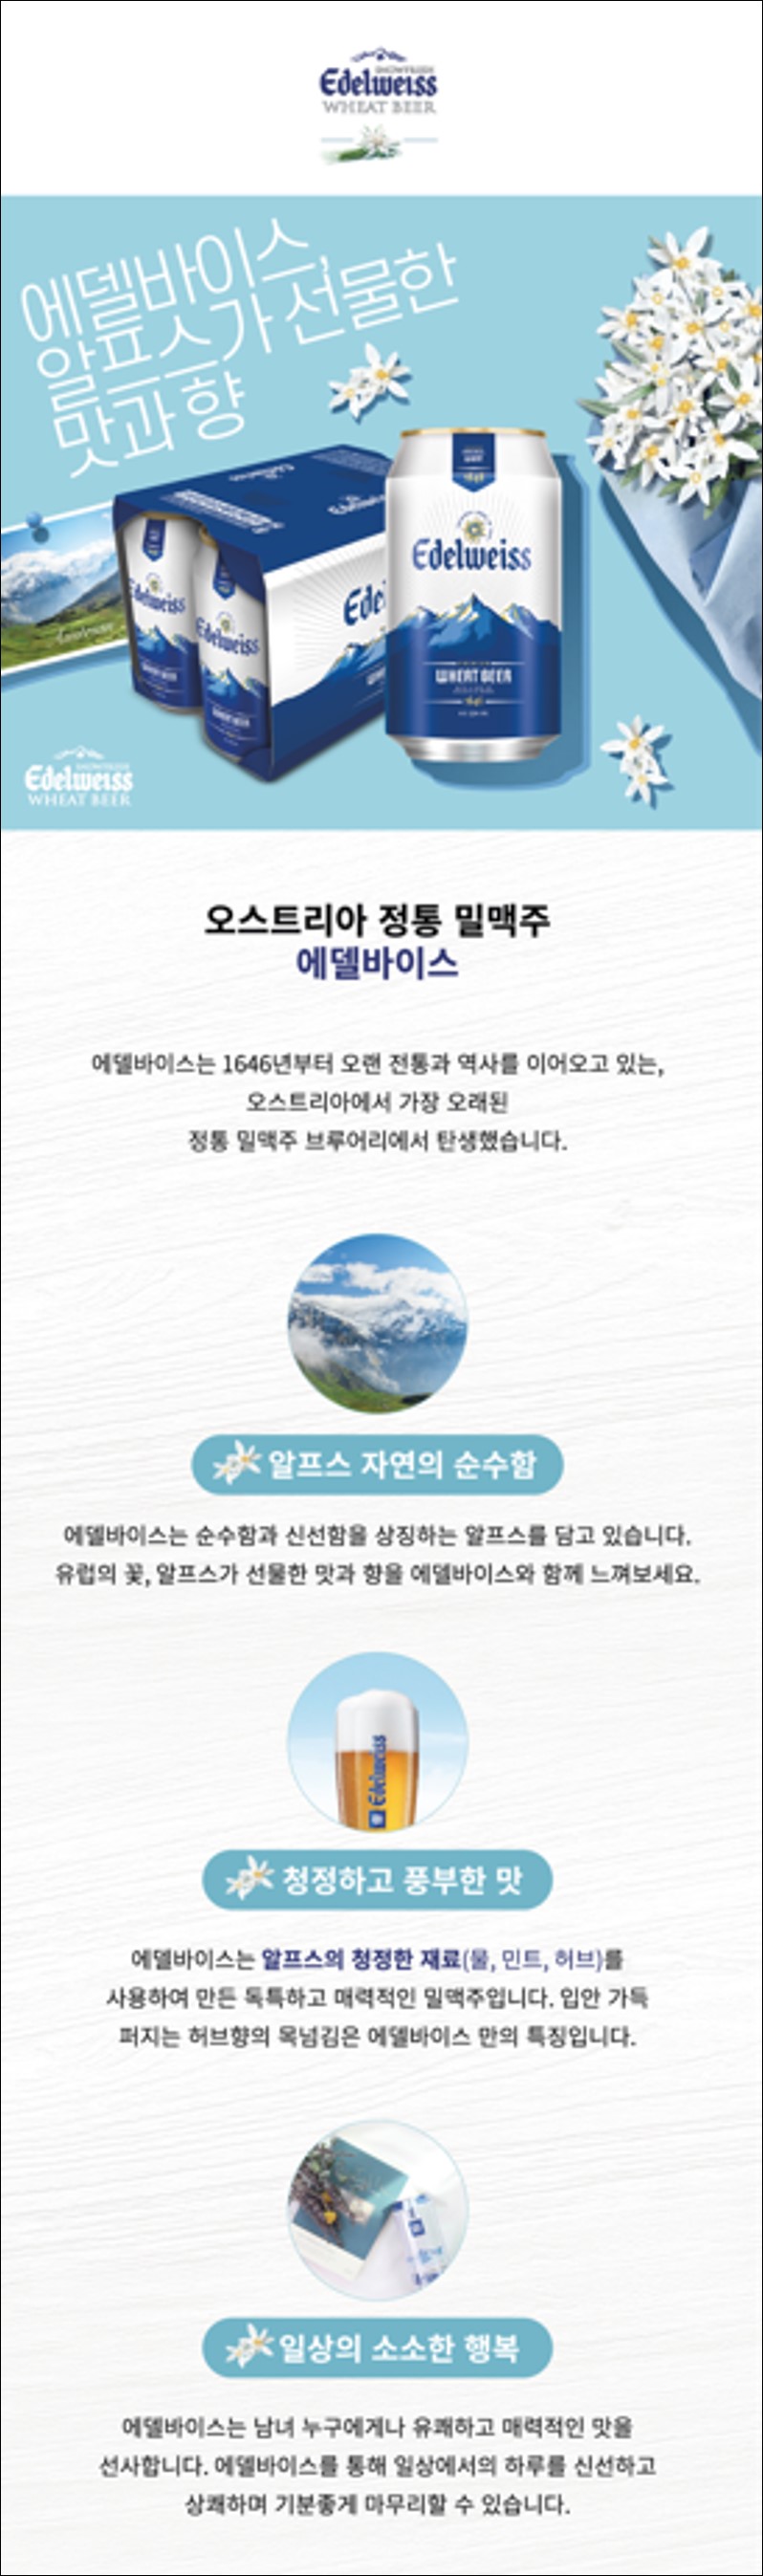 SNOWFRESH
Edelweiss
WHEAT BEER
에델바이스,
알프스가 선물한
맛과 향
Edelweiss
Edelweiss
Edelweiss
WHEAT BEER
Edelweiss
WHEAT BEER
Edelweiss
WHEAT BEER
오스트리아 정통 밀맥주
에델바이스
에델바이스는 1646년부터 오랜 전통과 역사를 이어오고 있는,
오스트리아에서 가장 오래된
정통 밀맥주 브루어리에서 탄생했습니다.
알프스 자연의 순수함
에델바이스는 순수함과 신선함을 상징하는 알프스를 담고 있습니다.
유럽의 꽃, 알프스가 선물한 맛과 향을 에델바이스와 함께 느껴보세요.
Edelweiss
청정하고 풍부한 맛
에델바이스는 알프스의 청정한 재료(물, 민트, 허브)를
사용하여 만든 독특하고 매력적인 밀맥주입니다. 입안 가득
퍼지는 허브향의 목넘김은 에델바이스 만의 특징입니다.
일상의 소소한 행복
에델바이스는 남녀 누구에게나 유쾌하고 매력적인 맛을
선사합니다. 에델바이스를 통해 일상에서의 하루를 신선하고
상쾌하며 기분좋게 마무리할 수 있습니다.